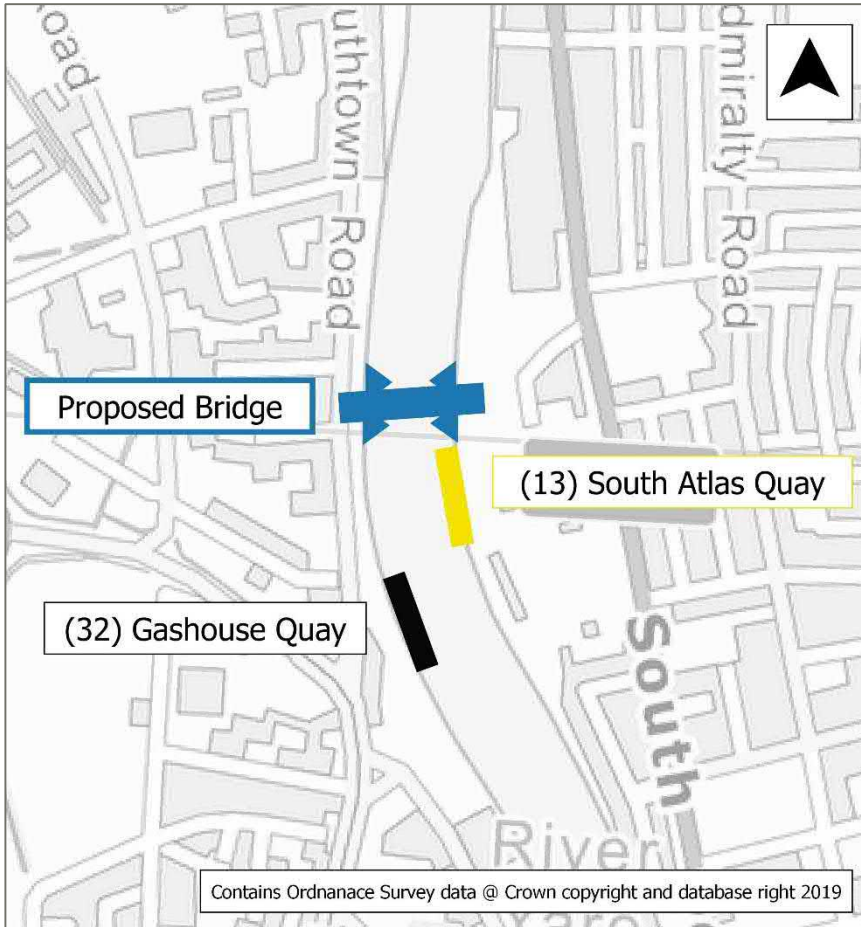 Road
uthtown Road
dmiralty Road
Proposed Bridge
(13) South Atlas Quay
(32) Gashouse Quay
South
River
Contains Ordnanace Survey data @ Crown copyright and database right 2019